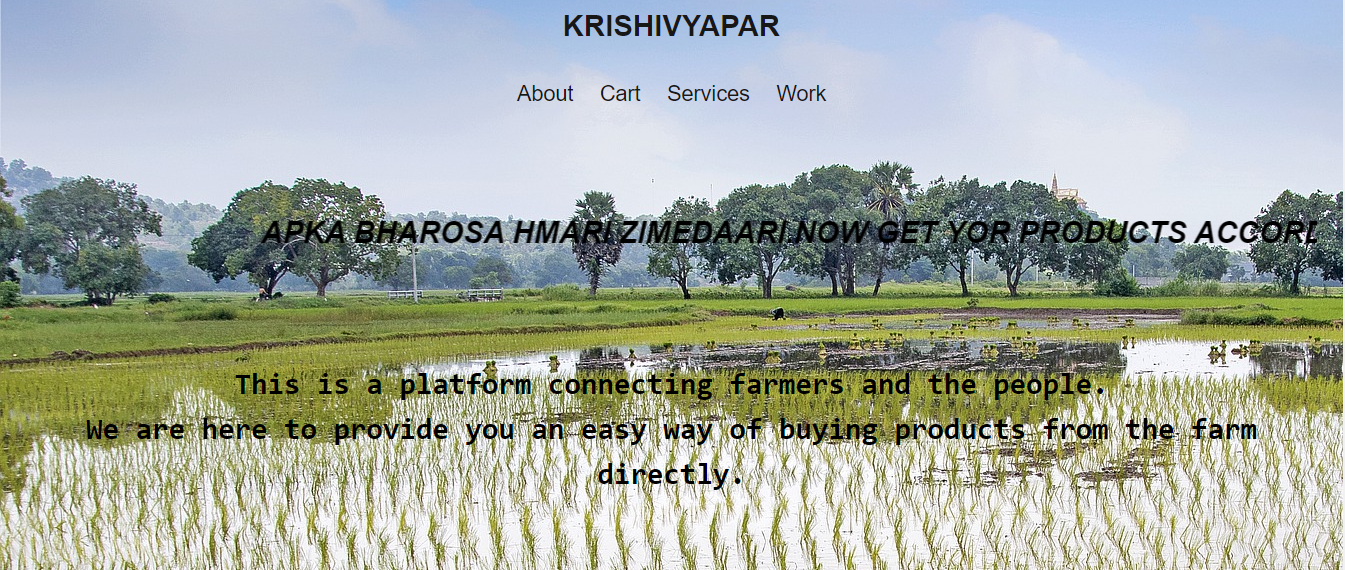 KRISHIVYAPAR
About Cart Services Work
APKA BHAROSA HMARI ZIMEDAARI.NOW GET YOR PRODUCTS
This is a platform connecting farmers and the people.
We are here to provide you an easy way of buying products from the farm
directly.